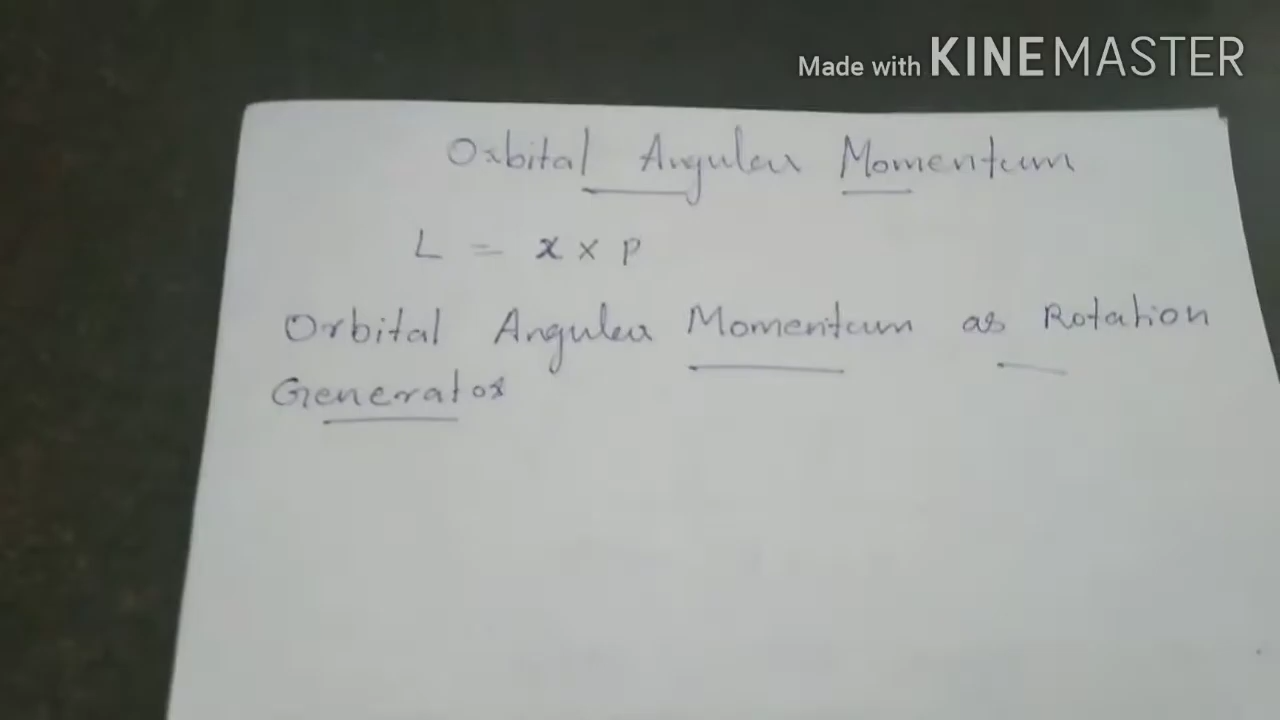 Made with KINEMASTER
Orbital Angular Momentum
L = x × p
Orbital Angular Momentum as Rotation
Generator